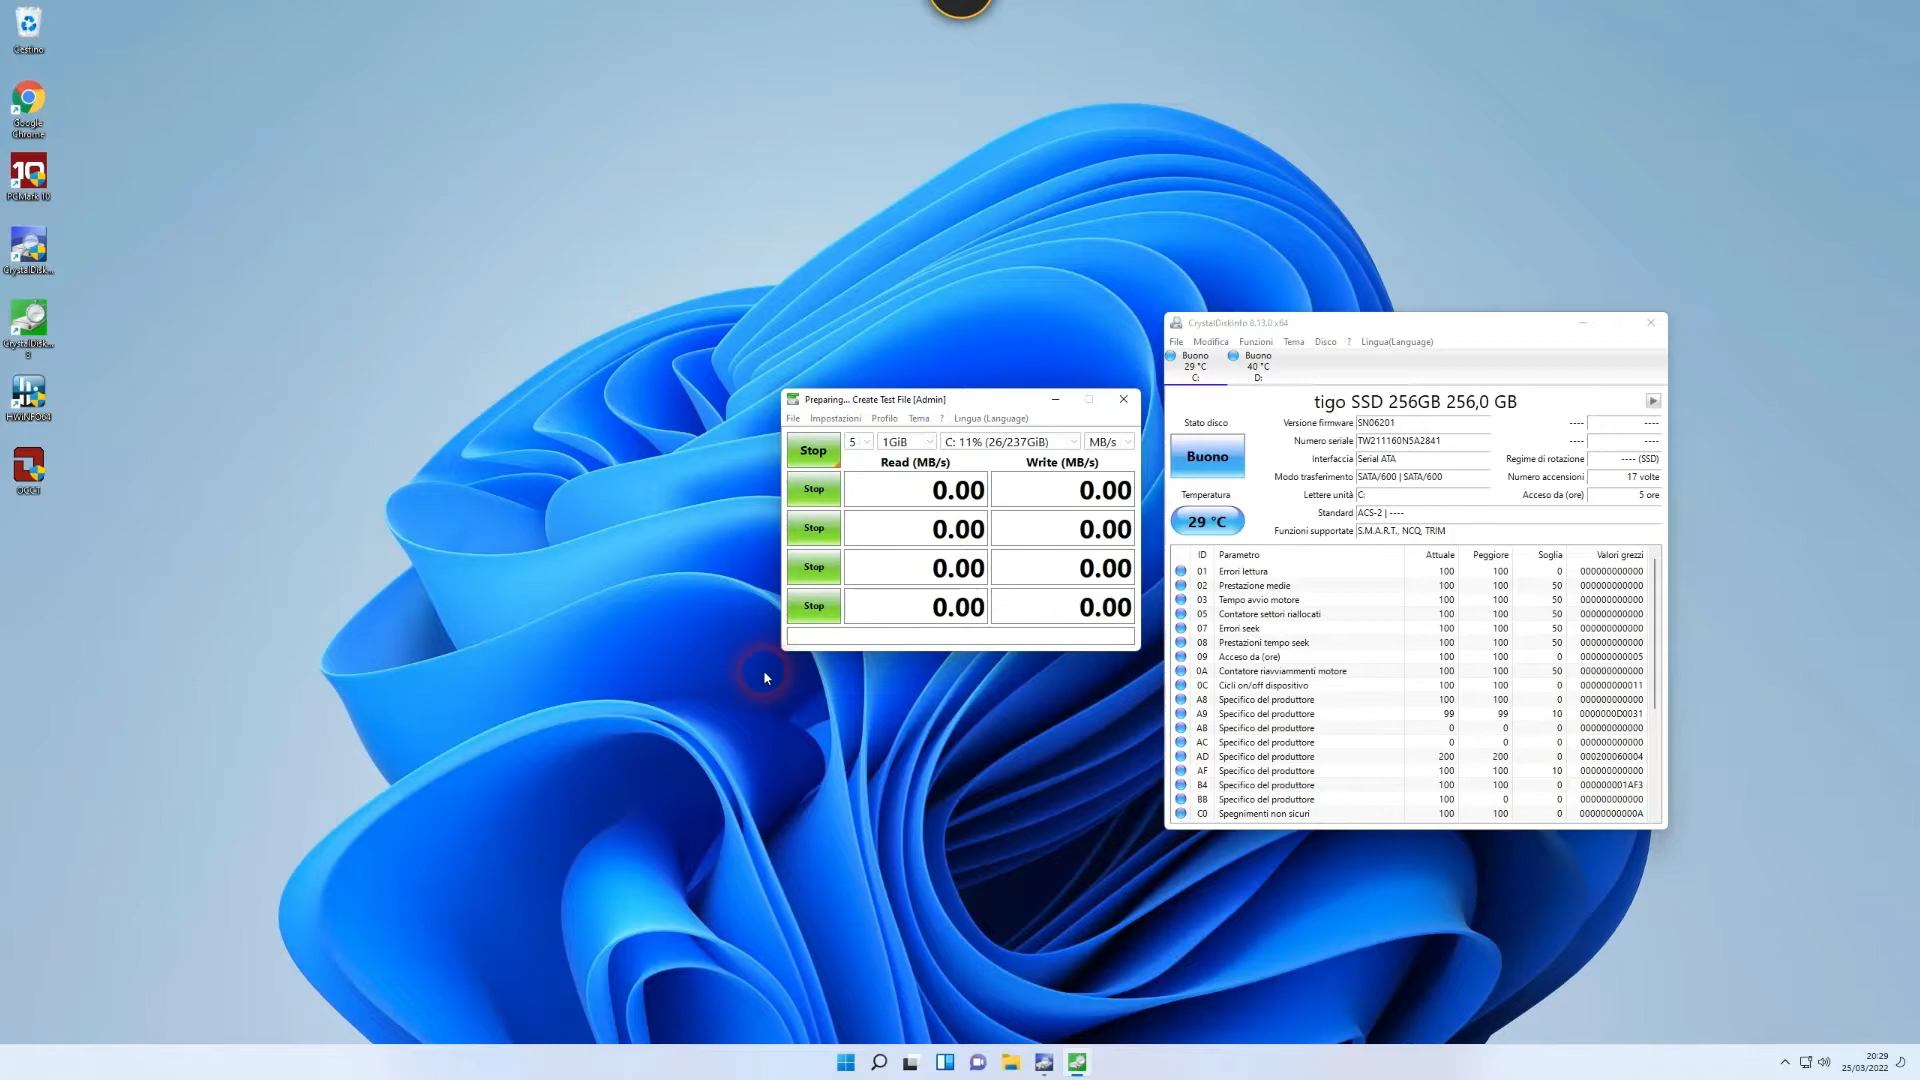 Cestino
Google
Chrome
PCMark 10
CrystalDisk...
CrystalDisk...
8
HWiNFO64
OCCT
Preparing... Create Test File [Admin]
File Impostazioni Profilo Tema ? Lingua (Language)
Stop 5 1GiB C: 11% (26/237GiB) MB/s
Read (MB/s) Write (MB/s)
Stop 0.00 0.00
Stop 0.00 0.00
Stop 0.00 0.00
Stop 0.00 0.00
CrystalDiskInfo 8.13.0 x64
File Modifica Funzioni Tema Disco ? Lingua(Language)
Buono Buono
29 °C 40 °C
C: D:
tigo SSD 256GB 256,0 GB
Stato disco
Buono
Temperatura
29 °C
Versione firmware SN06201 ---- ----
Numero seriale TW211160N5A2841 ---- ----
Interfaccia Serial ATA Regime di rotazione ---- (SSD)
Modo trasferimento SATA/600 | SATA/600 Numero accensioni 17 volte
Lettere unità C: Acceso da (ore) 5 ore
Standard ACS-2 | ----
Funzioni supportate S.M.A.R.T., NCQ, TRIM
ID Parametro Attuale Peggiore Soglia Valori grezzi
01 Errori lettura 100 100 0 000000000000
02 Prestazione medie 100 100 50 000000000000
03 Tempo avvio motore 100 100 50 000000000000
05 Contatore settori riallocati 100 100 50 000000000000
07 Errori seek 100 100 50 000000000000
08 Prestazioni tempo seek 100 100 50 000000000000
09 Acceso da (ore) 100 100 0 000000000005
0A Contatore riavviammenti motore 100 100 50 000000000000
0C Cicli on/off dispositivo 100 100 0 000000000011
A8 Specifico del produttore 100 100 0 000000000000
A9 Specifico del produttore 99 99 10 0000000D0031
AB Specifico del produttore 0 0 0 000000000000
AC Specifico del produttore 0 0 0 000000000000
AD Specifico del produttore 200 200 0 000200060004
AF Specifico del produttore 100 100 10 000000000000
B4 Specifico del produttore 100 100 0 000000001AF3
BB Specifico del produttore 100 0 0 000000000000
C0 Spegnimenti non sicuri 100 100 0 00000000000A
20:29
25/03/2022